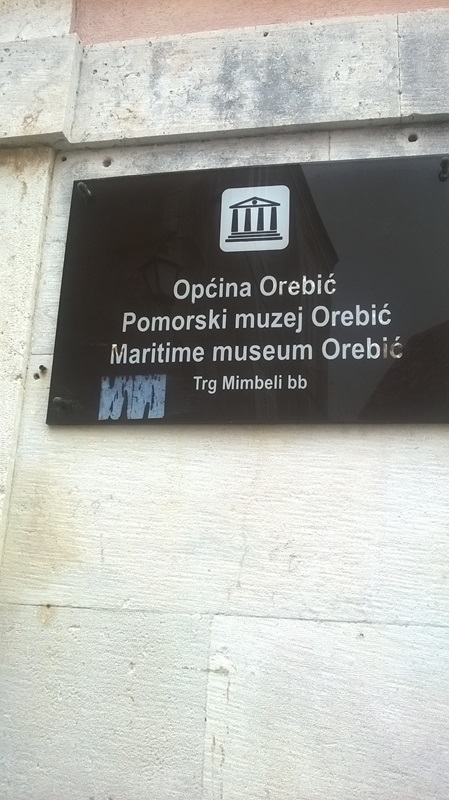 Općina Orebić
Pomorski muzej Orebić
Maritime museum Orebić
Trg Mimbeli bb